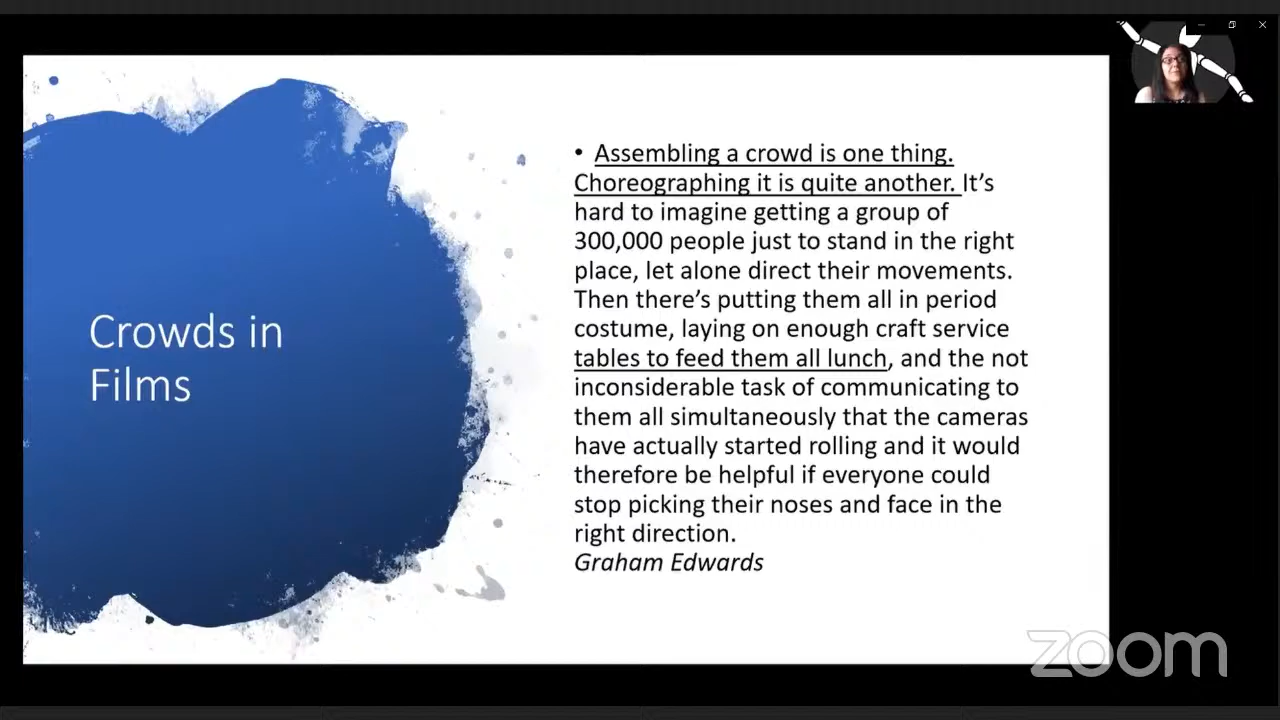 Crowds in
Films
• Assembling a crowd is one thing.
Choreographing it is quite another. It’s
hard to imagine getting a group of
300,000 people just to stand in the right
place, let alone direct their movements.
Then there’s putting them all in period
costume, laying on enough craft service
tables to feed them all lunch, and the not
inconsiderable task of communicating to
them all simultaneously that the cameras
have actually started rolling and it would
therefore be helpful if everyone could
stop picking their noses and face in the
right direction.
Graham Edwards
zoom